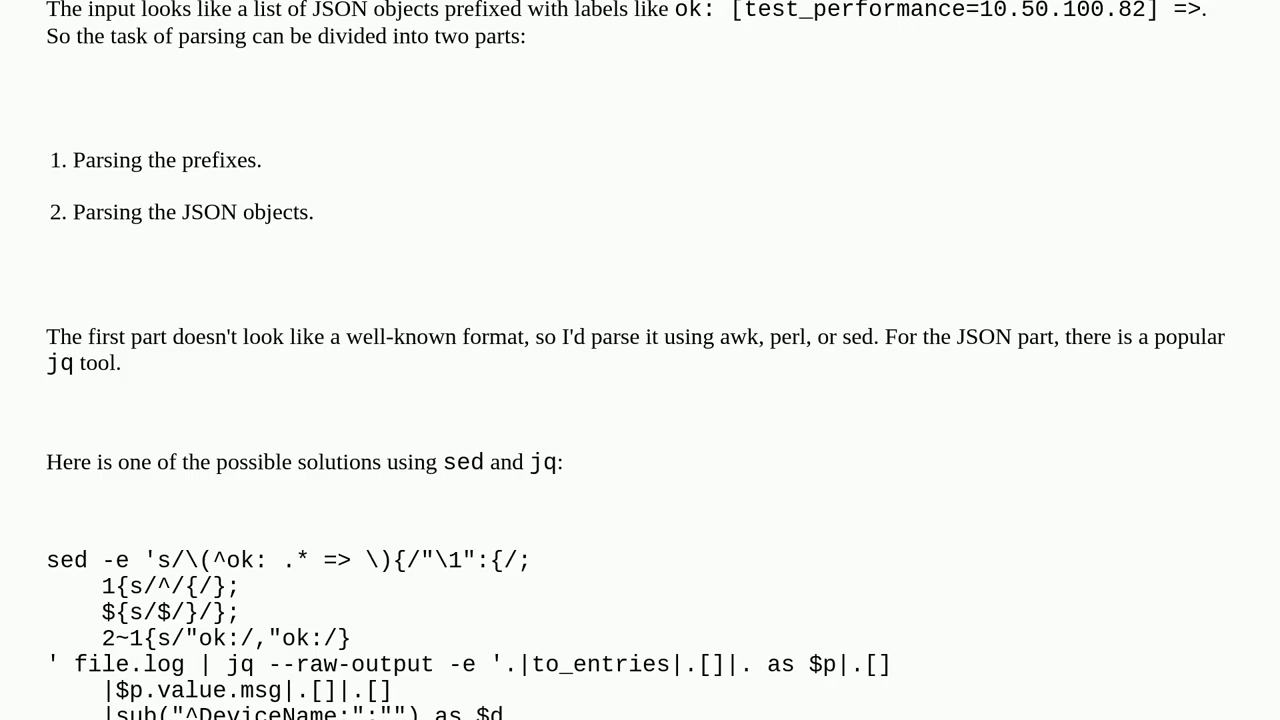 The input looks like a list of JSON objects prefixed with labels like ok: [test_performance=10.50.100.82] =>.
So the task of parsing can be divided into two parts:
1. Parsing the prefixes.
2. Parsing the JSON objects.
The first part doesn't look like a well-known format, so I'd parse it using awk, perl, or sed. For the JSON part, there is a popular
jq tool.
Here is one of the possible solutions using sed and jq:
sed -e 's/\(^ok: .* => \){/"\1":{/;
    1{s/^/{/};
    ${s/$/}/};
    2~1{s/"ok:/,"ok:/}
' file.log | jq --raw-output -e '.|to_entries|.[]|. as $p|.[]
    |$p.value.msg|.[]|.[]
    |sub("^DeviceName:";"") as $d